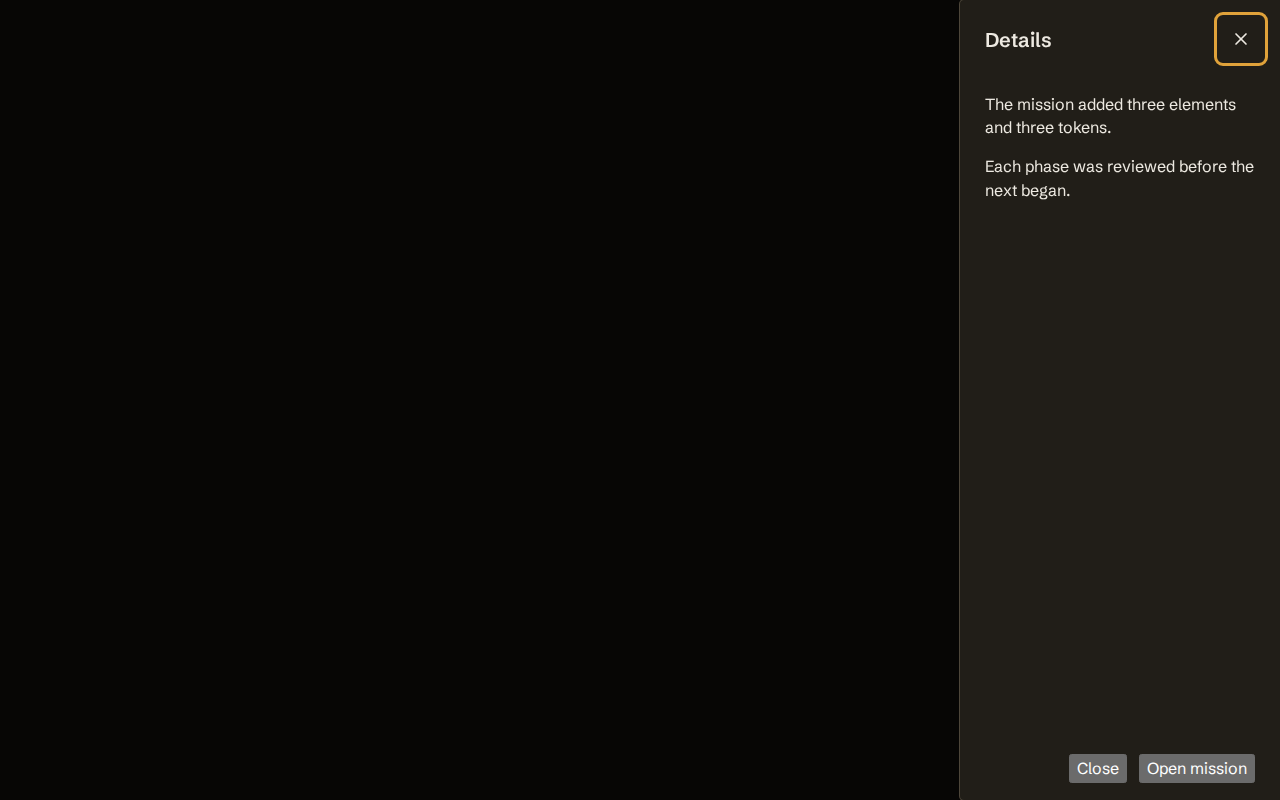 Details
The mission added three elements
and three tokens.
Each phase was reviewed before the
next began.
Close
Open mission